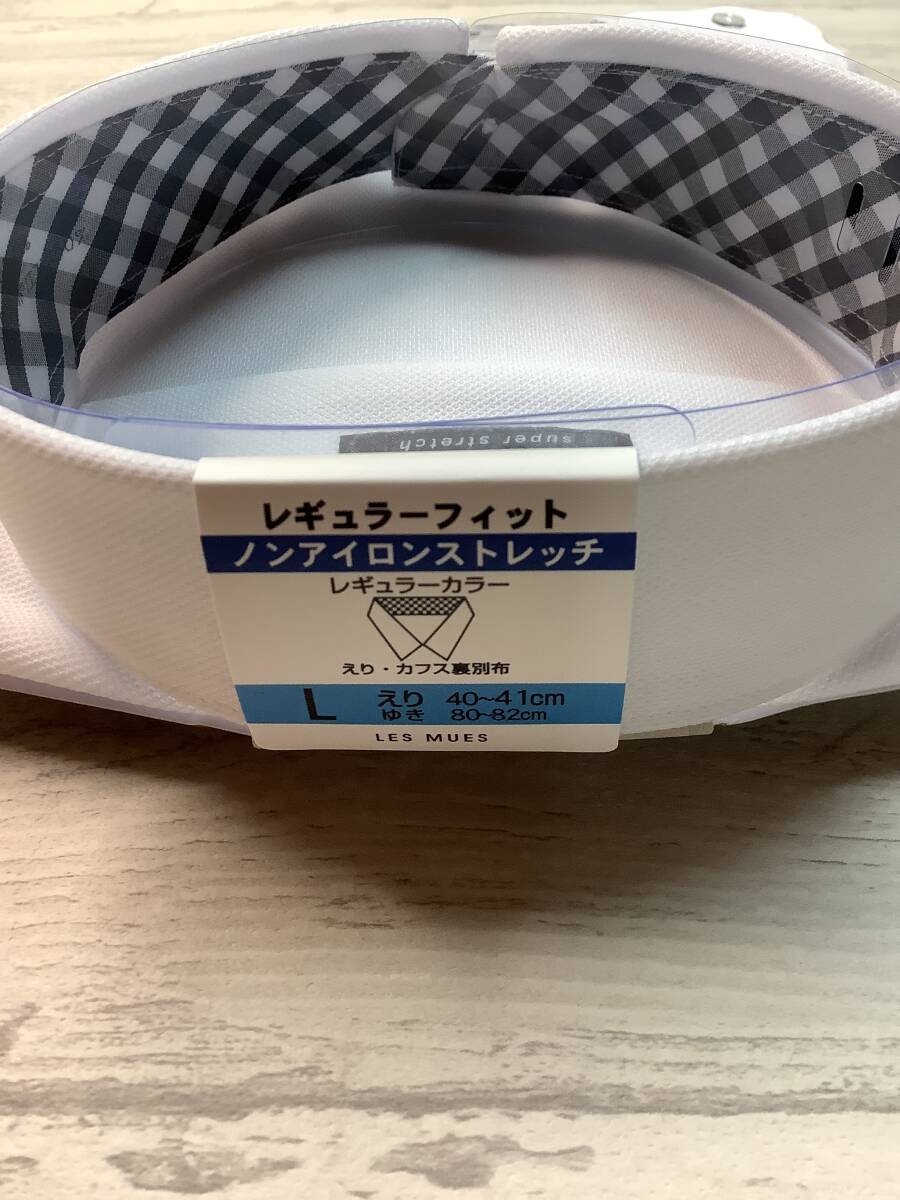 super stretch
レギュラーフィット
ノンアイロンストレッチ
レギュラーカラー
えり・カフス裏別布
L えり 40~41cm
ゆき 80~82cm
LES MUES